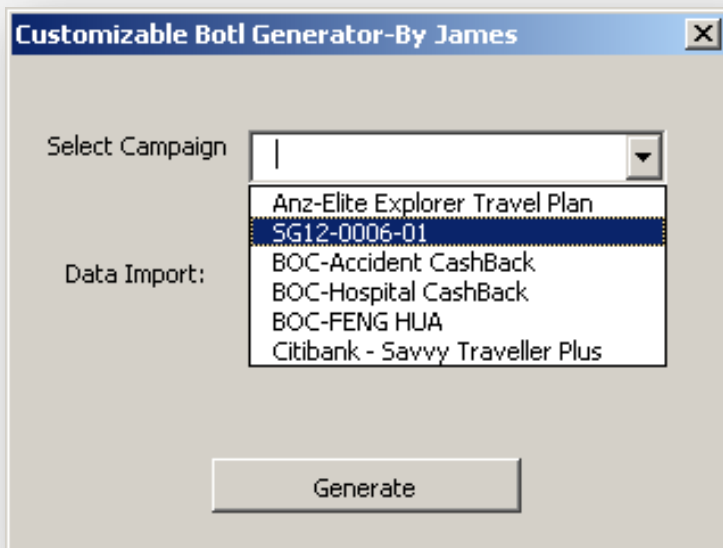 Customizable Botl Generator-By James
Select Campaign
Anz-Elite Explorer Travel Plan
SG12-0006-01
BOC-Accident CashBack
Data Import:
BOC-Hospital CashBack
BOC-FENG HUA
Citibank - Savvy Traveller Plus
Generate